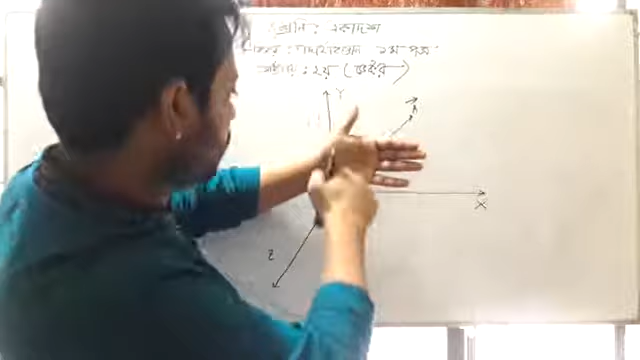 শ্রেণি : একাদশ
বিষয় : পদার্থবিজ্ঞান ১ম পত্র
অধ্যায় : ২য় ( ভেক্টর )
Y
A
X
Z